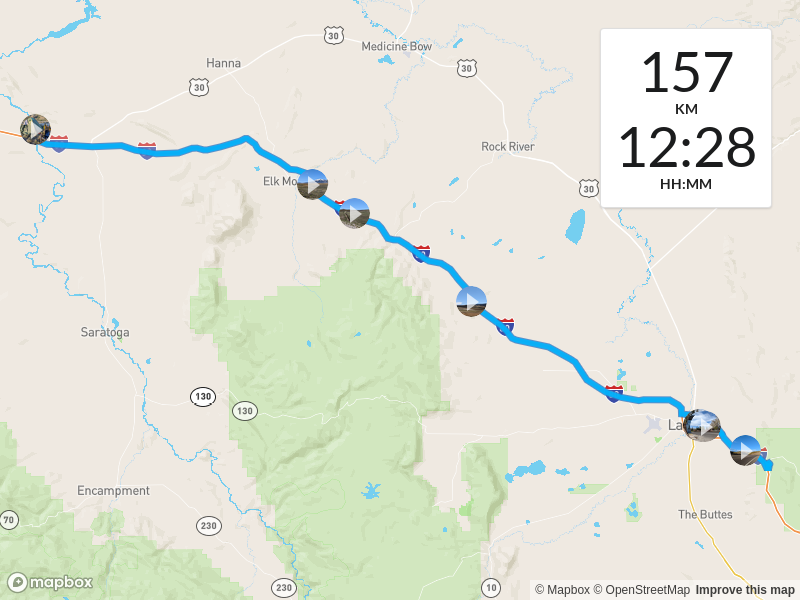 30
Medicine Bow
Hanna
30
30
157
KM
12:28
HH:MM
Rock River
Elk Mo
30
Saratoga
130
130
La
Encampment
70
230
The Buttes
230
10
mapbox
© Mapbox © OpenStreetMap Improve this map